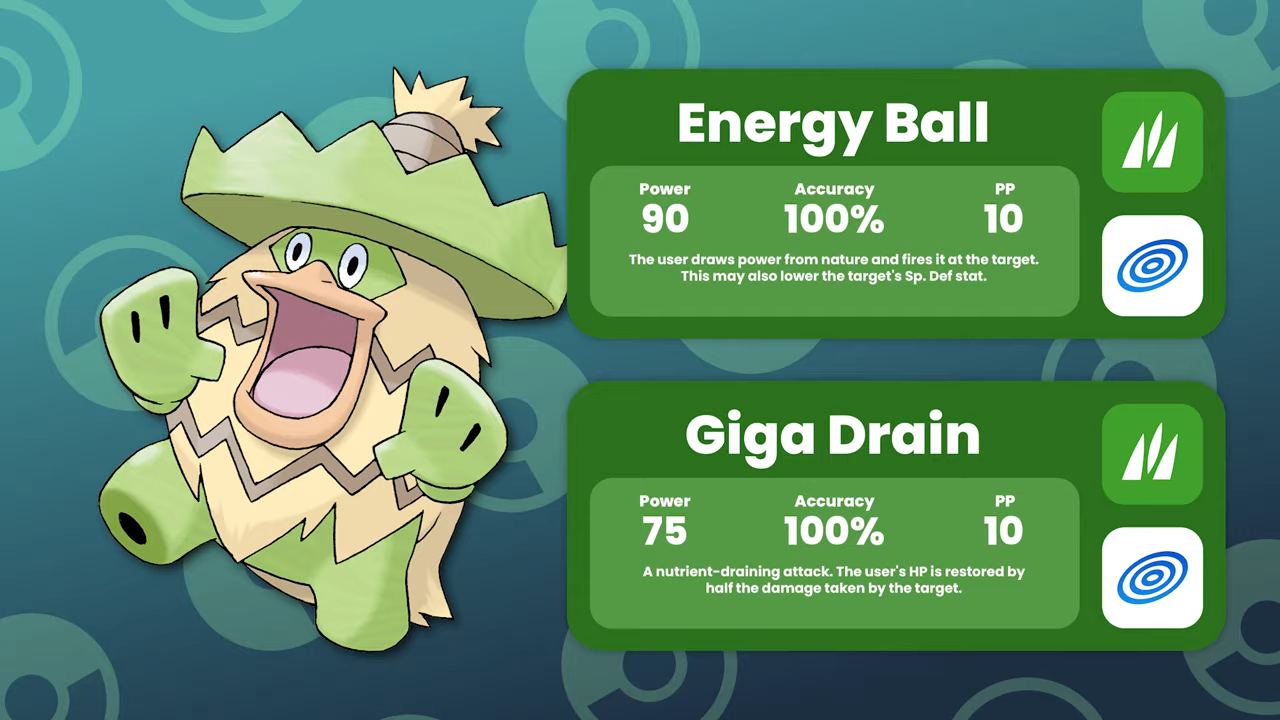 Energy Ball
Power Accuracy PP
90 100% 10
The user draws power from nature and fires it at the target.
This may also lower the target's Sp. Def stat.
Giga Drain
Power Accuracy PP
75 100% 10
A nutrient-draining attack. The user's HP is restored by
half the damage taken by the target.